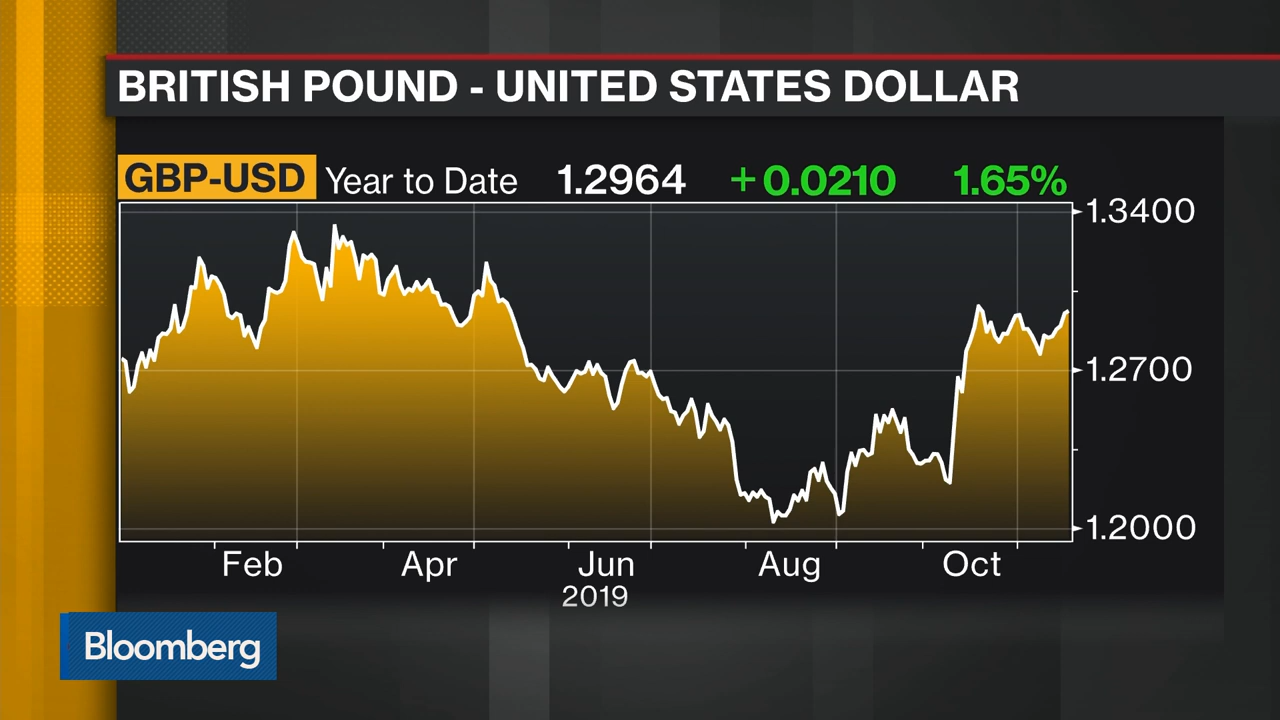 BRITISH POUND - UNITED STATES DOLLAR
GBP-USD Year to Date 1.2964 +0.0210 1.65%
1.3400
1.2700
1.2000
Feb Apr Jun Aug Oct
2019
Bloomberg